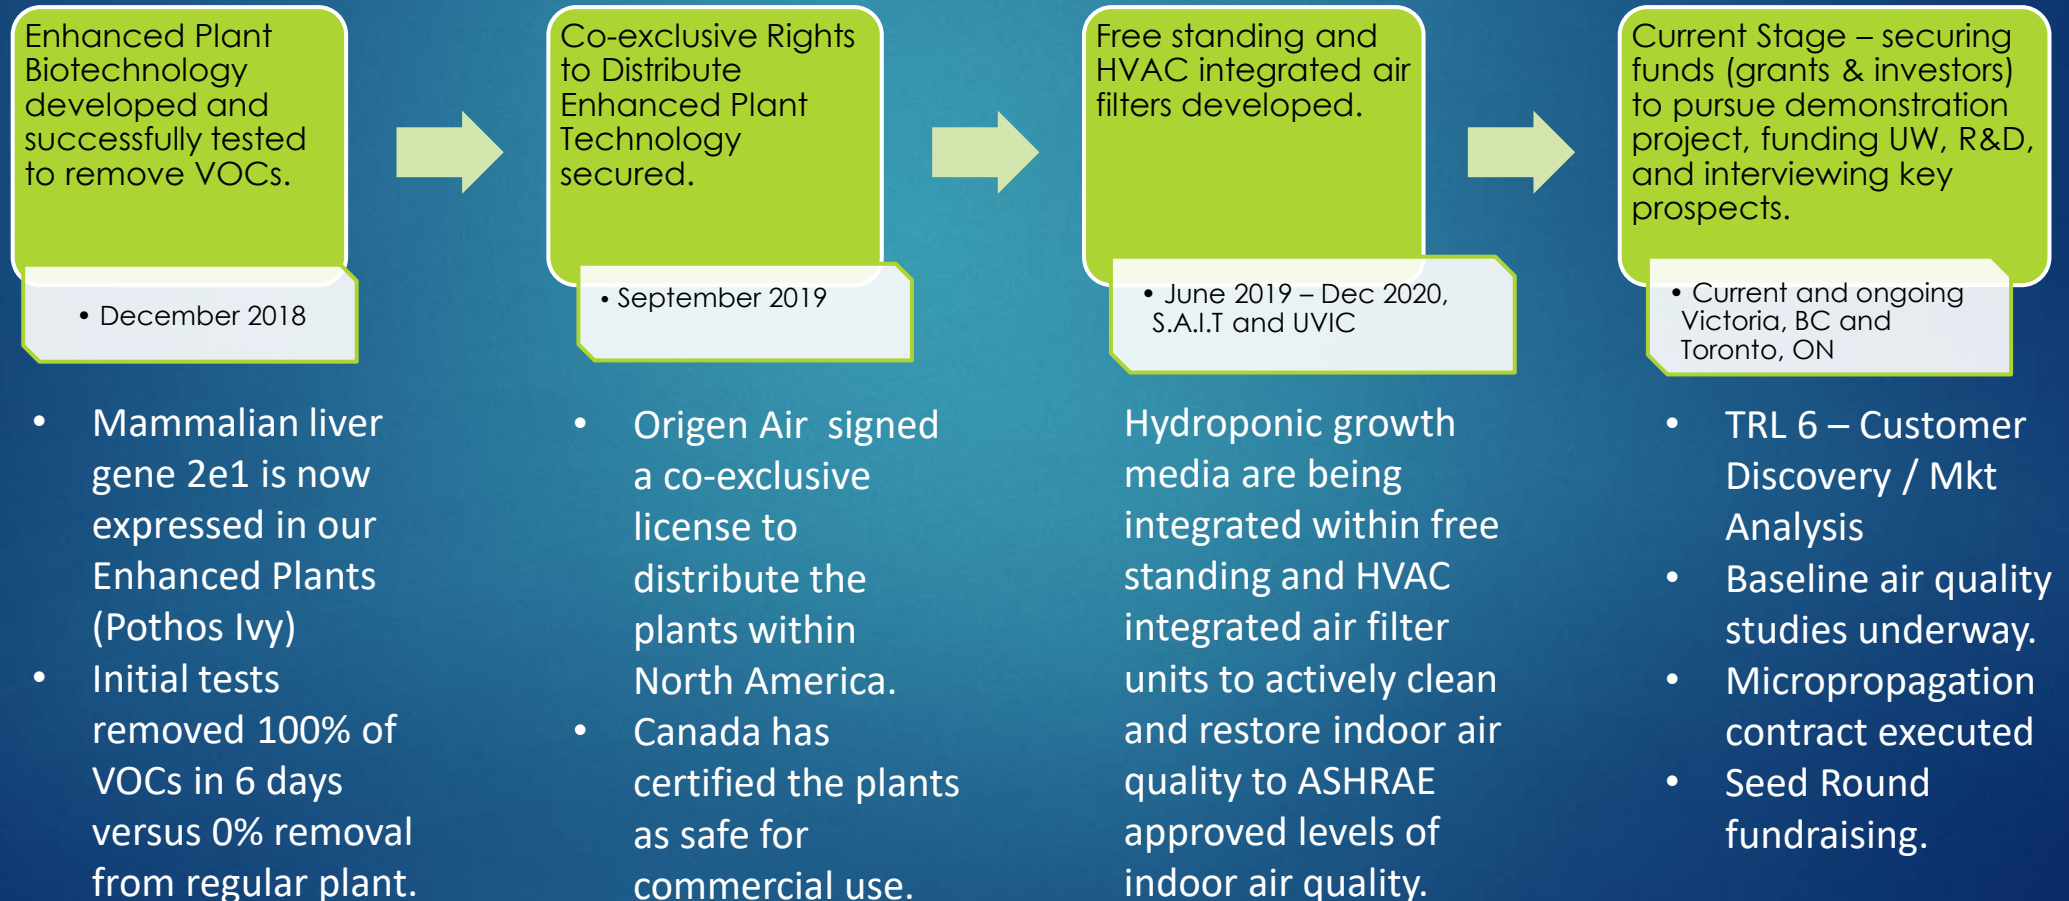 Enhanced Plant
Biotechnology
developed and
successfully tested
to remove VOCs.
• December 2018
• Mammalian liver
gene 2e1 is now
expressed in our
Enhanced Plants
(Pothos Ivy)
• Initial tests
removed 100% of
VOCs in 6 days
versus 0% removal
from regular plant.
Co-exclusive Rights
to Distribute
Enhanced Plant
Technology
secured.
• September 2019
• Origen Air signed
a co-exclusive
license to
distribute the
plants within
North America.
• Canada has
certified the plants
as safe for
commercial use.
Free standing and
HVAC integrated air
filters developed.
• June 2019 – Dec 2020,
S.A.I.T and UVIC
Hydroponic growth
media are being
integrated within free
standing and HVAC
integrated air filter
units to actively clean
and restore indoor air
quality to ASHRAE
approved levels of
indoor air quality.
Current Stage – securing
funds (grants & investors)
to pursue demonstration
project, funding UW, R&D,
and interviewing key
prospects.
• Current and ongoing
Victoria, BC and
Toronto, ON
• TRL 6 – Customer
Discovery / Mkt
Analysis
• Baseline air quality
studies underway.
• Micropropagation
contract executed
• Seed Round
fundraising.